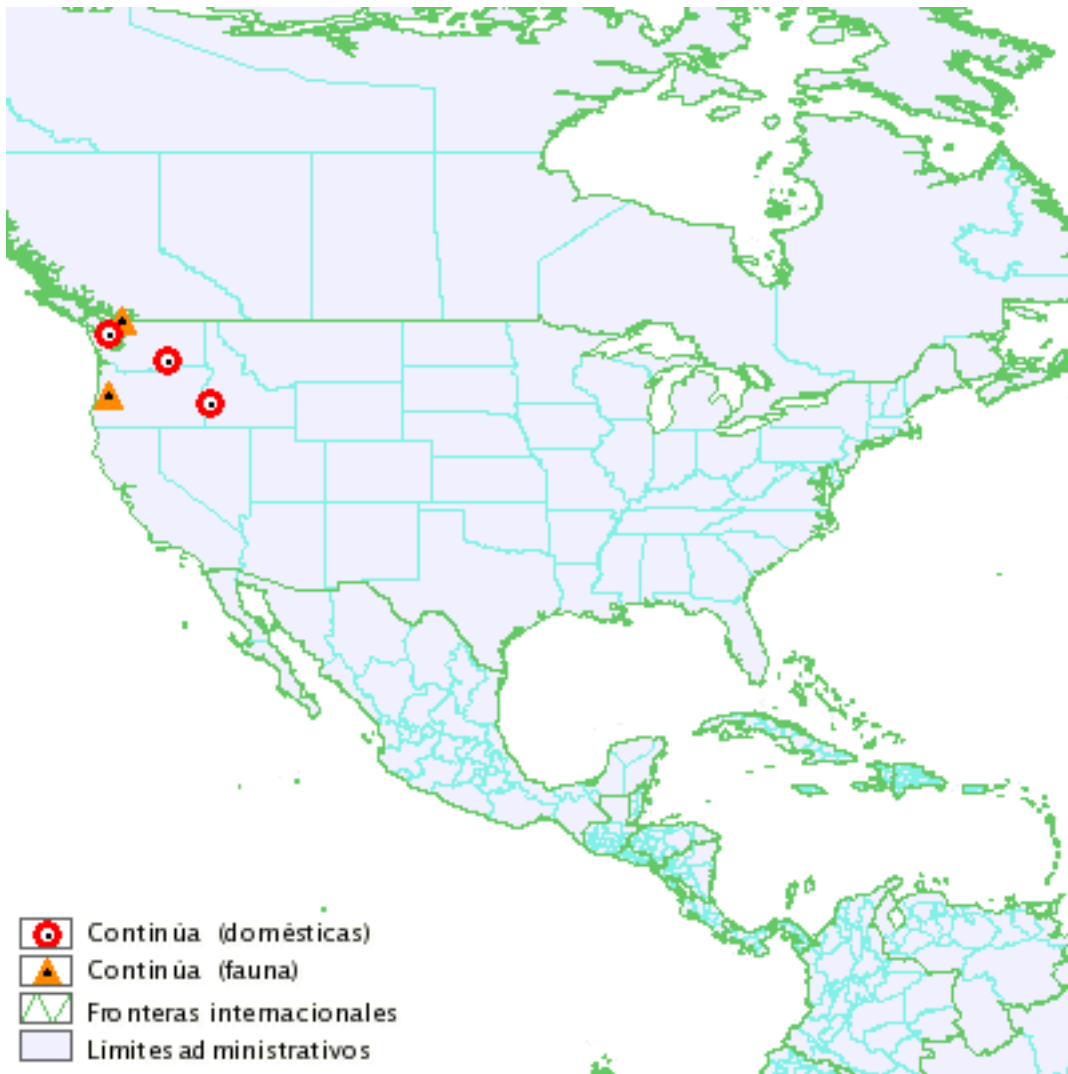 Continúa (domésticas)
Continúa (fauna)
Fronteras internacionales
Límites administrativos